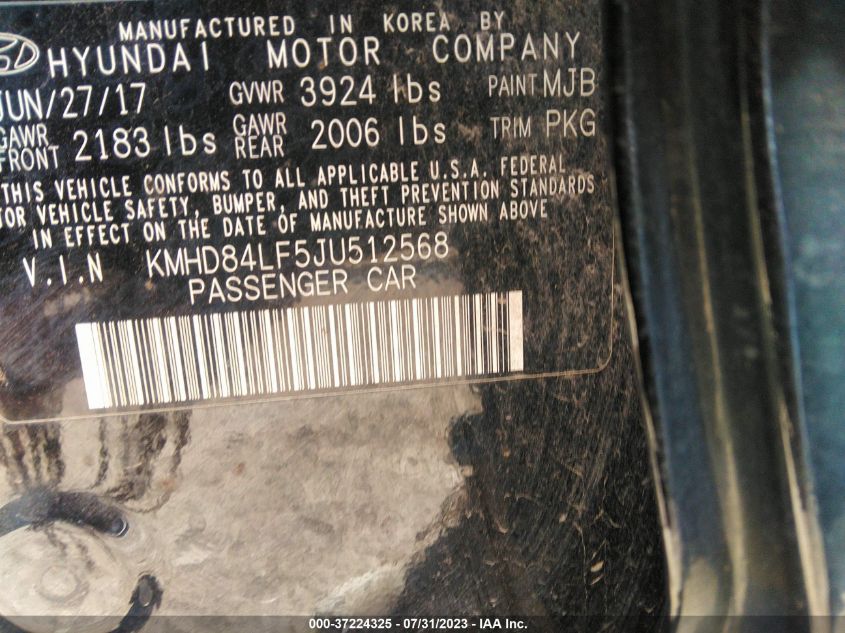 MANUFACTURED IN KOREA BY
HYUNDAI MOTOR COMPANY
JUN/27/17 GVWR 3924 lbs PAINT MJB
GAWR FRONT 2183 lbs GAWR REAR 2006 lbs TRIM PKG
THIS VEHICLE CONFORMS TO ALL APPLICABLE U.S.A. FEDERAL
VEHICLE SAFETY, BUMPER, AND THEFT PREVENTION STANDARDS
IN EFFECT ON THE DATE OF MANUFACTURE SHOWN ABOVE
V.I.N KMHD84LF5JU512568
PASSENGER CAR
000-37224325 - 07/31/2023 - IAA Inc.